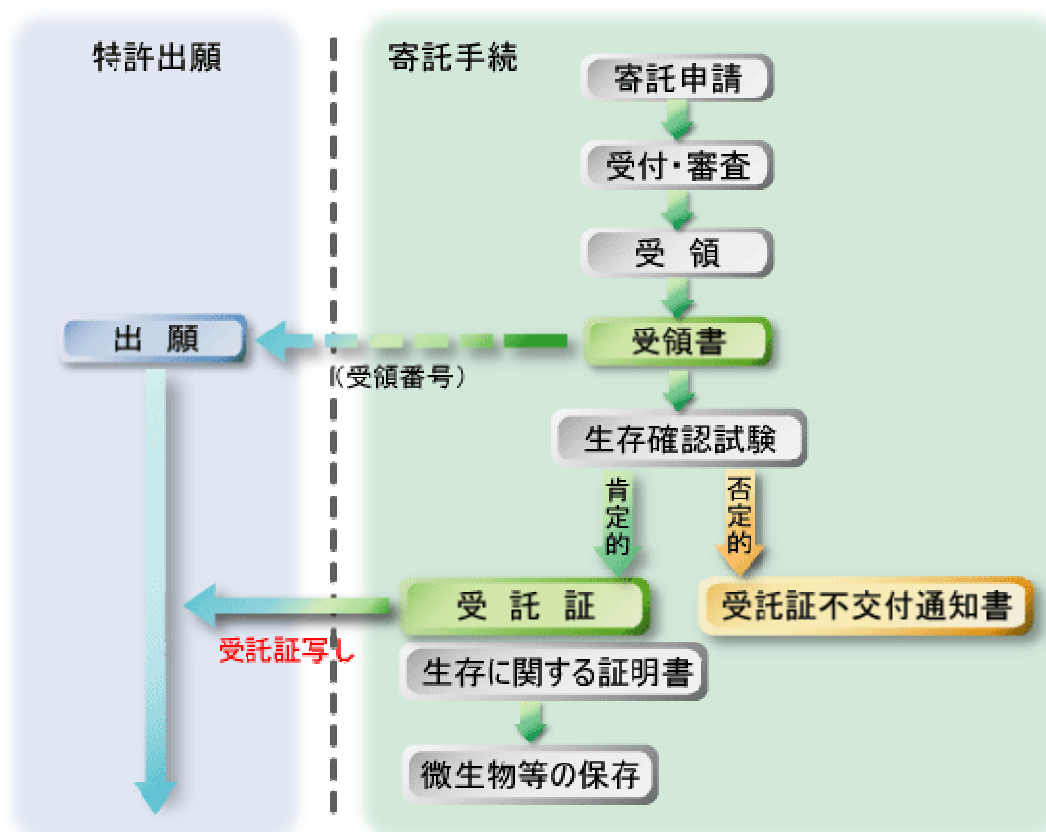 特許出願
寄託手続
寄託申請
受付・審査
受 領
受領書
出 願
(受領番号)
生存確認試験
肯定的
否定的
受託証
受託証不交付通知書
受託証写し
生存に関する証明書
微生物等の保存